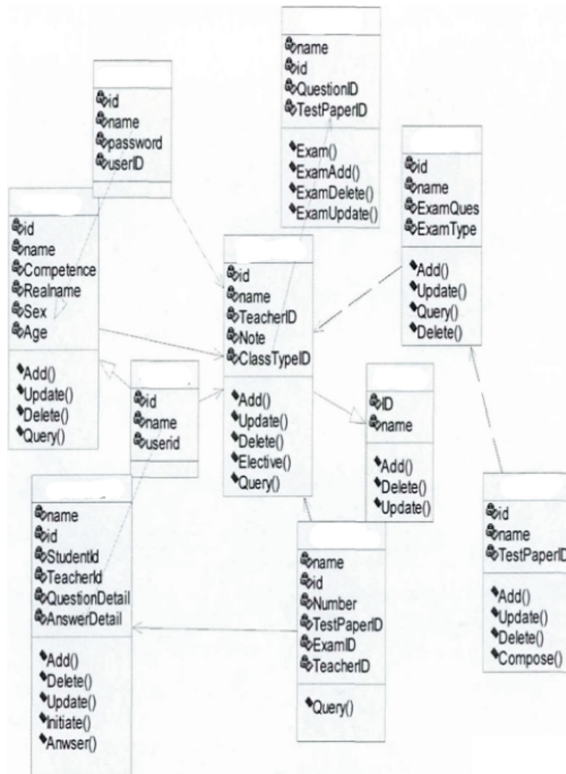 name
id
QuestionID
TestPaperID
Exam()
ExamAdd()
ExamDelete()
ExamUpdate()
id
name
password
userID
id
name
ExamQues
ExamType
Add()
Update()
Query()
Delete()
id
name
Competence
Realname
Sex
Age
Add()
Update()
Delete()
Query()
id
name
TeacherID
Note
ClassTypeID
Add()
Update()
Delete()
Elective()
Query()
id
name
userid
ID
name
Add()
Delete()
Update()
name
id
StudentId
TeacherId
QuestionDetail
AnswerDetail
Add()
Delete()
Update()
Initiate()
Anwser()
name
id
Number
TestPaperID
ExamID
TeacherID
Query()
id
name
TestPaperID
Add()
Update()
Delete()
Compose()